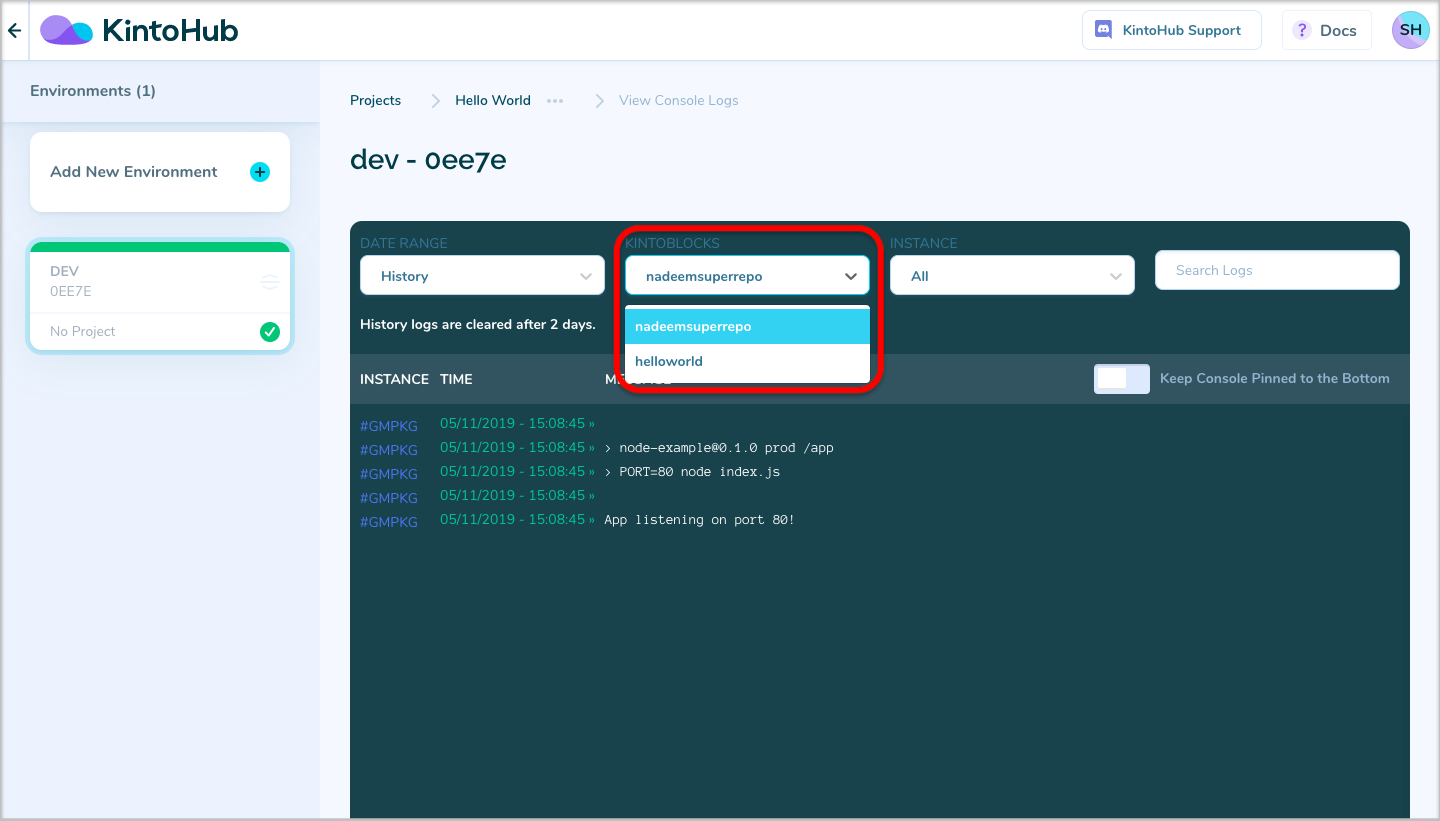 KintoHub
KintoHub Support
? Docs
SH
Environments (1)
Add New Environment
DEV
0EE7E
No Project
Projects
Hello World
View Console Logs
dev - 0ee7e
DATE RANGE
History
KINTOBLOCKS
nadeemsuperrepo
INSTANCE
All
Search Logs
nadeemsuperrepo
helloworld
History logs are cleared after 2 days.
INSTANCE TIME
Keep Console Pinned to the Bottom
#GMPKG 05/11/2019 - 15:08:45 »
#GMPKG 05/11/2019 - 15:08:45 » > node-example@0.1.0 prod /app
#GMPKG 05/11/2019 - 15:08:45 » > PORT=80 node index.js
#GMPKG 05/11/2019 - 15:08:45 »
#GMPKG 05/11/2019 - 15:08:45 » App listening on port 80!